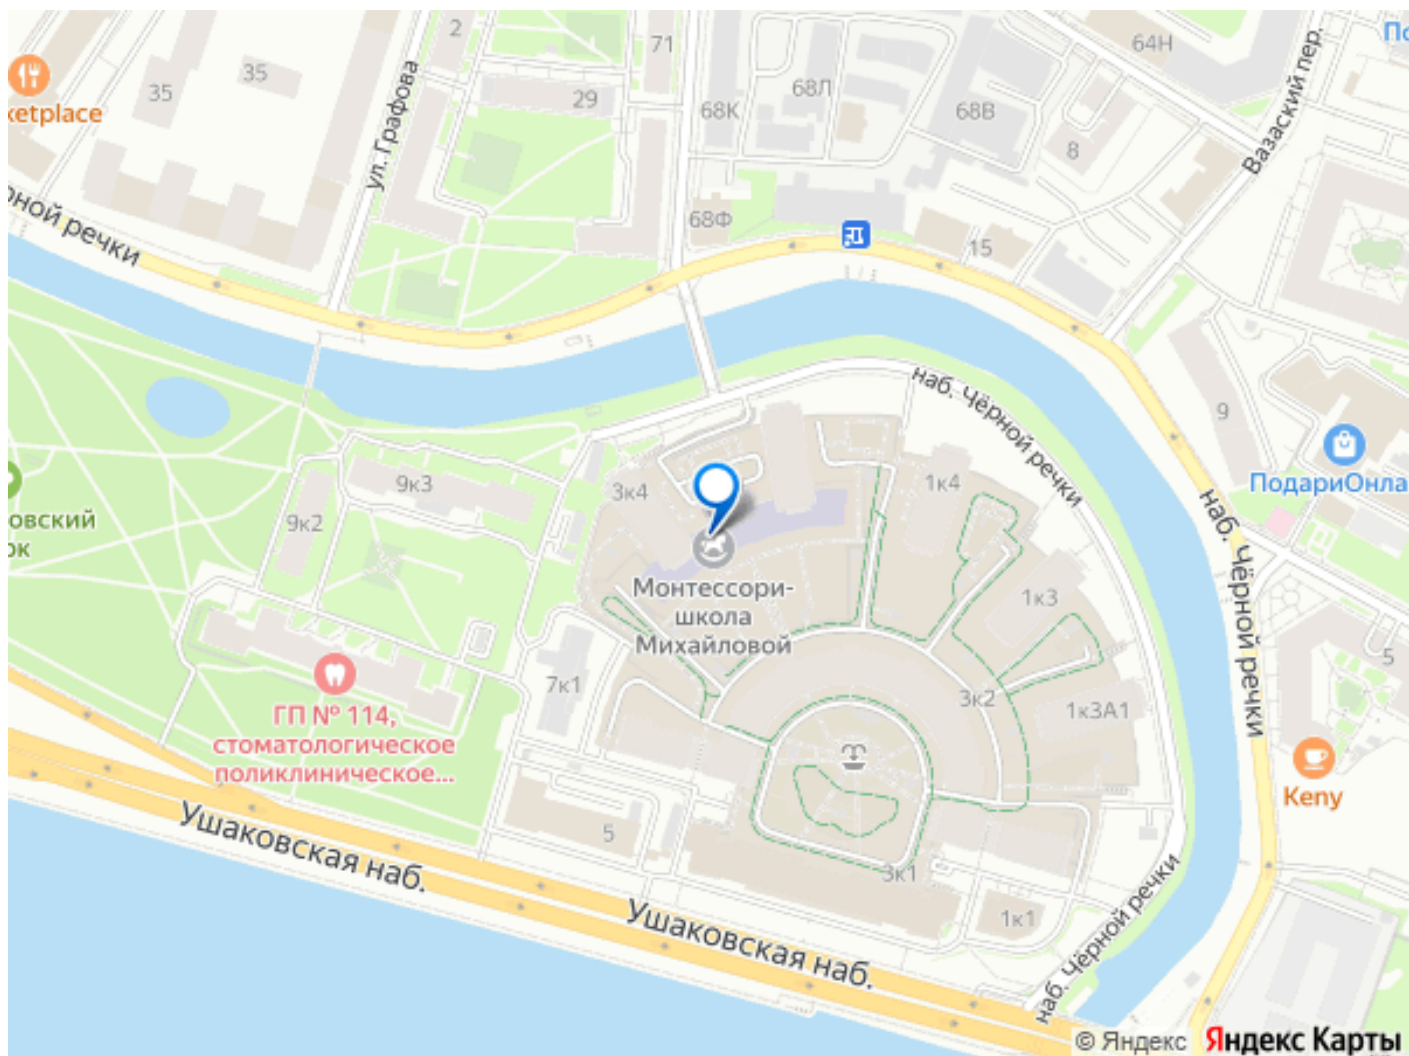 2
71
64Н
35
35
ketplace
29
68К
68Л
68В
8
Вазаский пер.
ул. Графова
рной речки
68Ф
15
9
наб. Чёрной речки
ПодариОнла
3к4
1к4
9к3
9к2
овский
ок
Монтессори-
школа
Михайловой
1к3
наб. Чёрной речки
5
7к1
3к2
1к3А1
ГП № 114,
стоматологическое
поликлиническое...
Keny
Ушаковская наб.
5
3к1
1к1
Ушаковская наб.
наб. Чёрной речки
© Яндекс Яндекс Карты